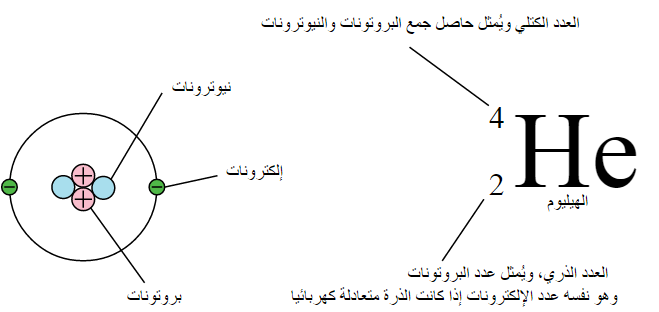 العدد الكتلي ويُمثل حاصل جمع البروتونات والنيوترونات
نيوترونات
إلكترونات
بروتونات
4
2
He
الهيليوم
العدد الذري، ويُمثل عدد البروتونات
وهو نفسه عدد الإلكترونات إذا كانت الذرة متعادلة كهربائيا